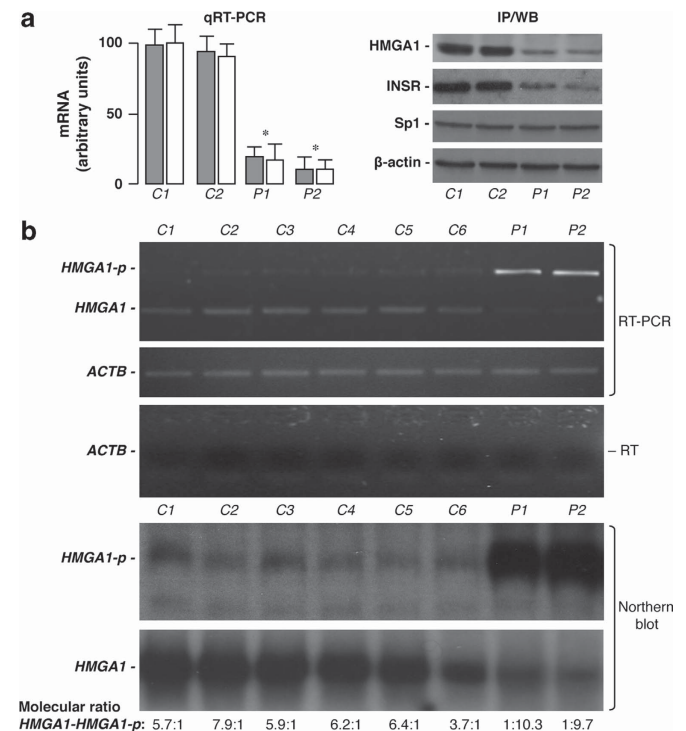 a
qRT-PCR
IP/WB
mRNA
(arbitrary units)
100
50
0
* *
C1 C2 P1 P2
HMGA1 -
INSR -
Sp1 -
β-actin -
C1 C2 P1 P2
b
C1 C2 C3 C4 C5 C6 P1 P2
HMGA1-p -
HMGA1 -
RT-PCR
ACTB -
ACTB -
– RT
C1 C2 C3 C4 C5 C6 P1 P2
HMGA1-p -
Northern
blot
HMGA1 -
Molecular ratio
HMGA1-HMGA1-p: 5.7:1 7.9:1 5.9:1 6.2:1 6.4:1 3.7:1 1:10.3 1:9.7